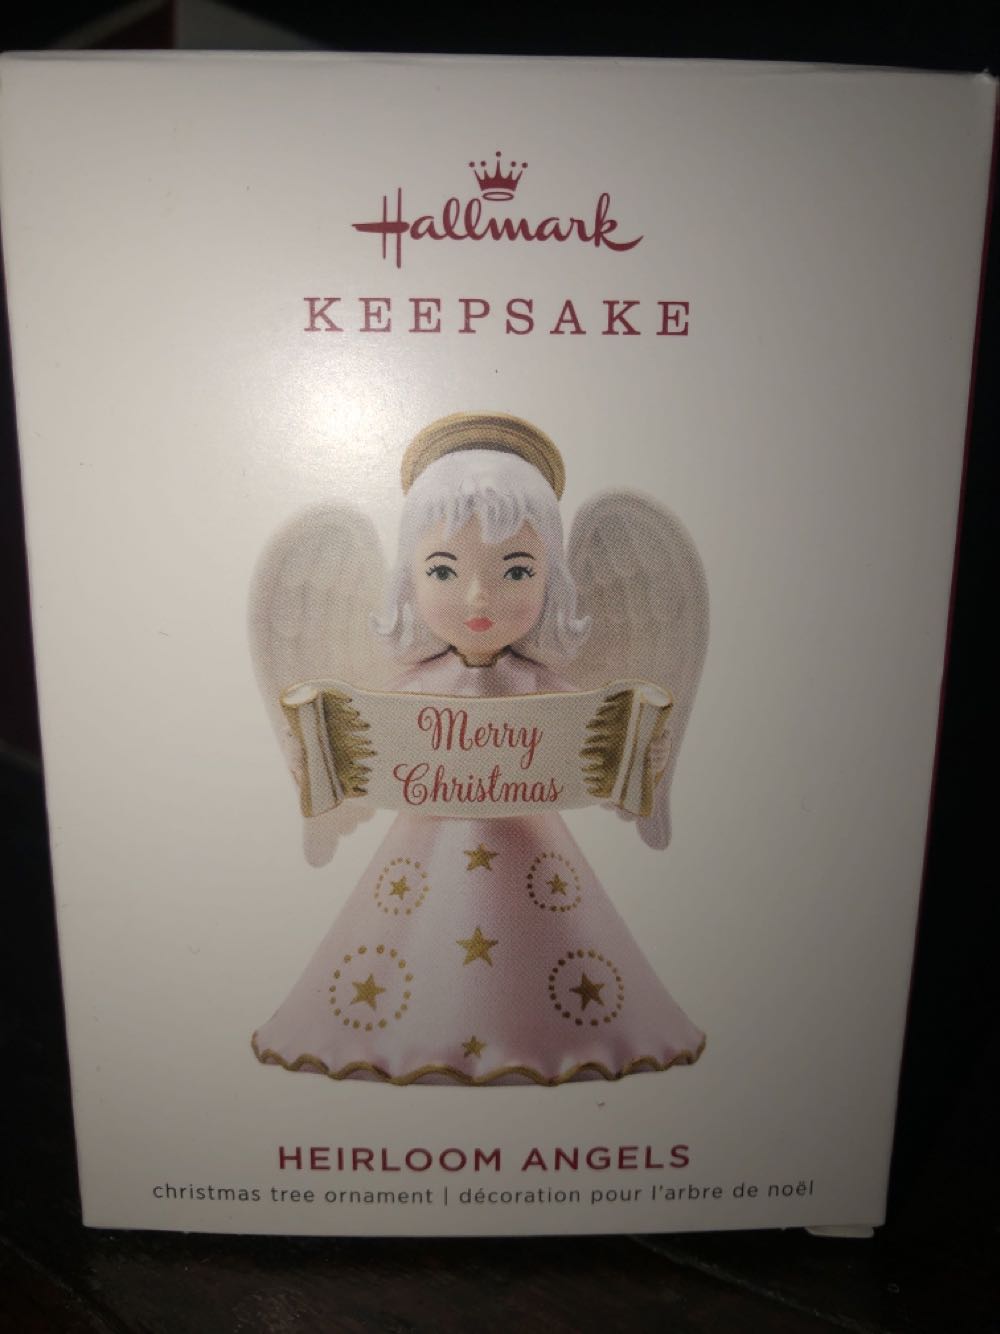 Hallmark
KEEPSAKE
Merry
Christmas
HEIRLOOM ANGELS
christmas tree ornament | décoration pour l'arbre de noël